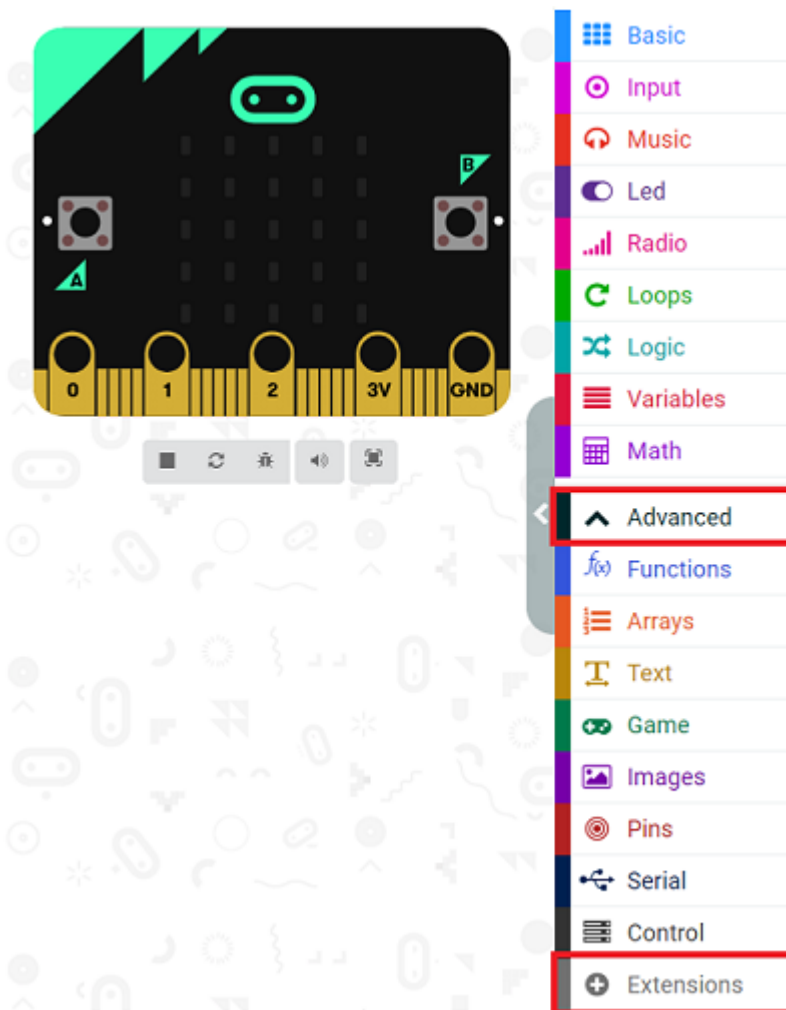 B
A
0 1 2 3V GND
Basic
Input
Music
Led
Radio
Loops
Logic
Variables
Math
Advanced
f(x) Functions
Arrays
Text
Game
Images
Pins
Serial
Control
Extensions